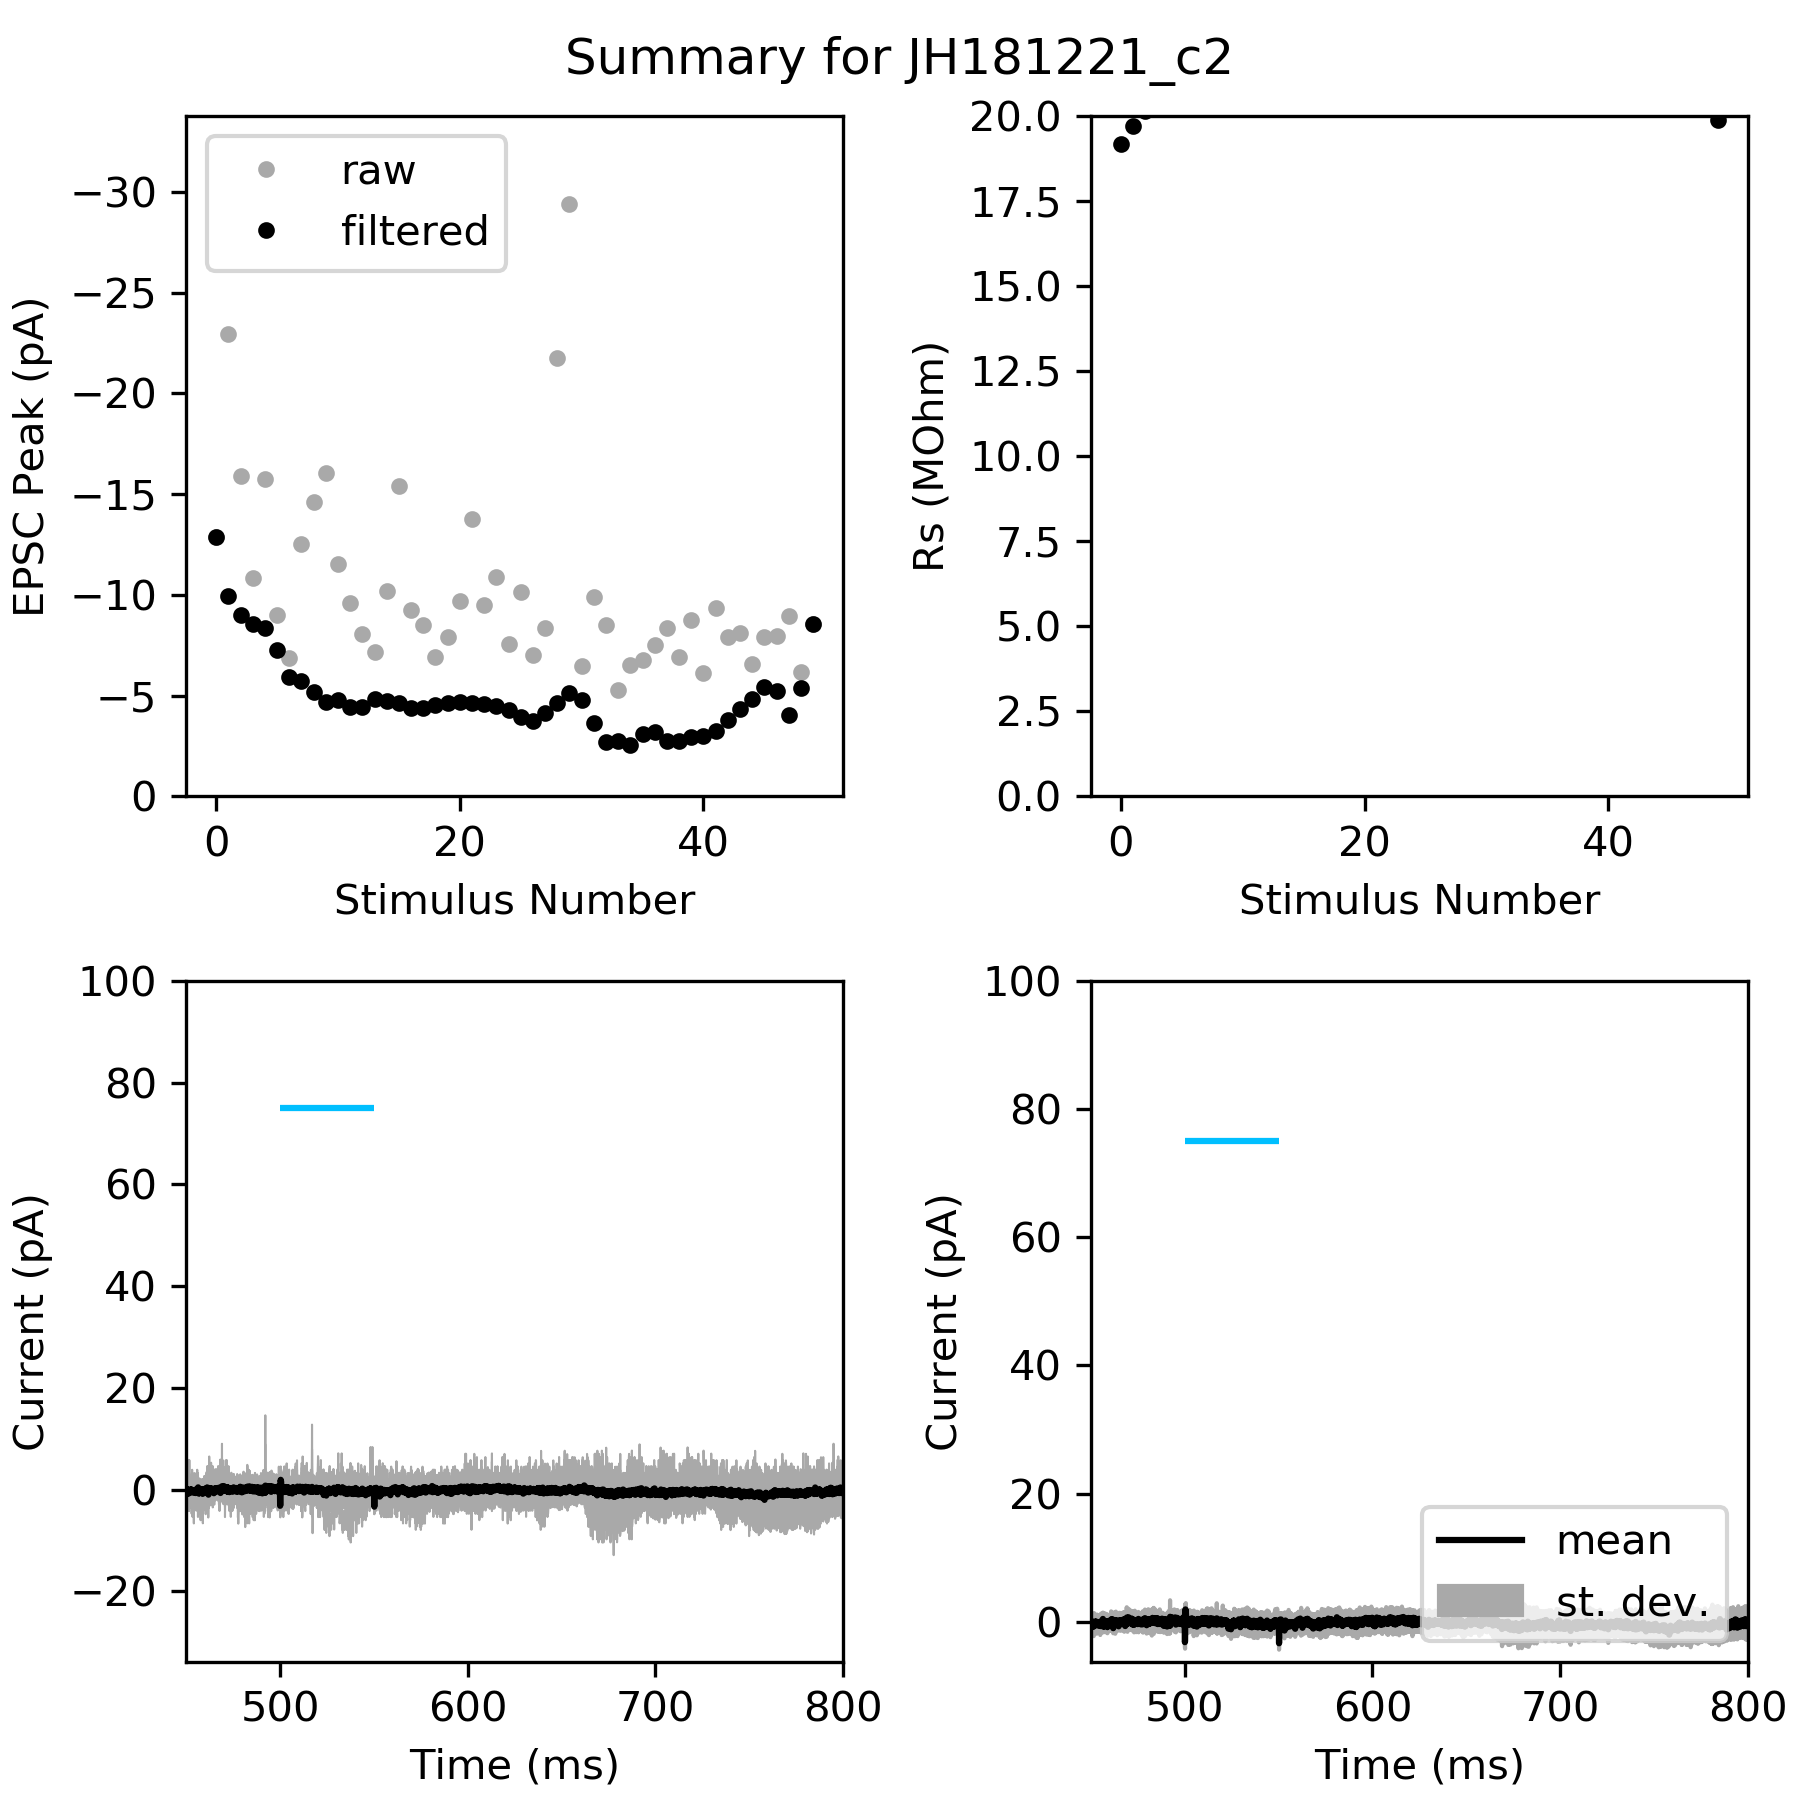 Summary for JH181221_c2
raw
filtered
EPSC Peak (pA)
−30
−25
−20
−15
−10
−5
0
0 20 40
Stimulus Number
Rs (MOhm)
20.0
17.5
15.0
12.5
10.0
7.5
5.0
2.5
0.0
0 20 40
Stimulus Number
Current (pA)
100
80
60
40
20
0
−20
500 600 700 800
Time (ms)
Current (pA)
100
80
60
40
20
0
mean
st. dev.
500 600 700 800
Time (ms)